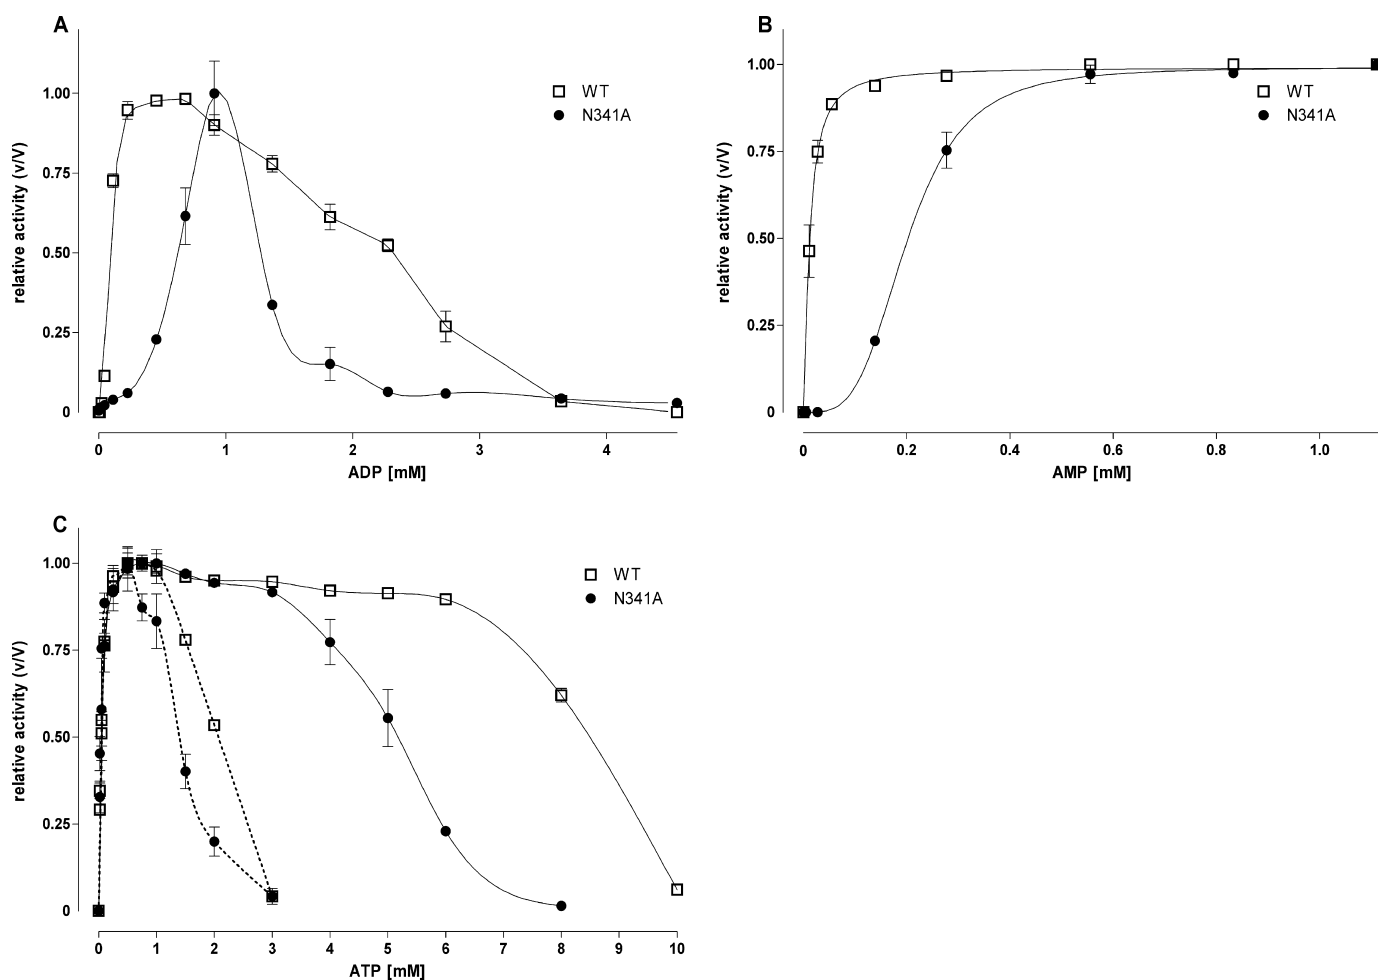 A
relative activity (v/V)
1.00
0.75
0.50
0.25
0
0 1 2 3 4
ADP [mM]
WT
N341A
B
relative activity (v/V)
1.00
0.75
0.50
0.25
0
0 0.2 0.4 0.6 0.8 1.0
AMP [mM]
WT
N341A
C
relative activity (v/V)
1.00
0.75
0.50
0.25
0
0 1 2 3 4 5 6 7 8 9 10
ATP [mM]
WT
N341A